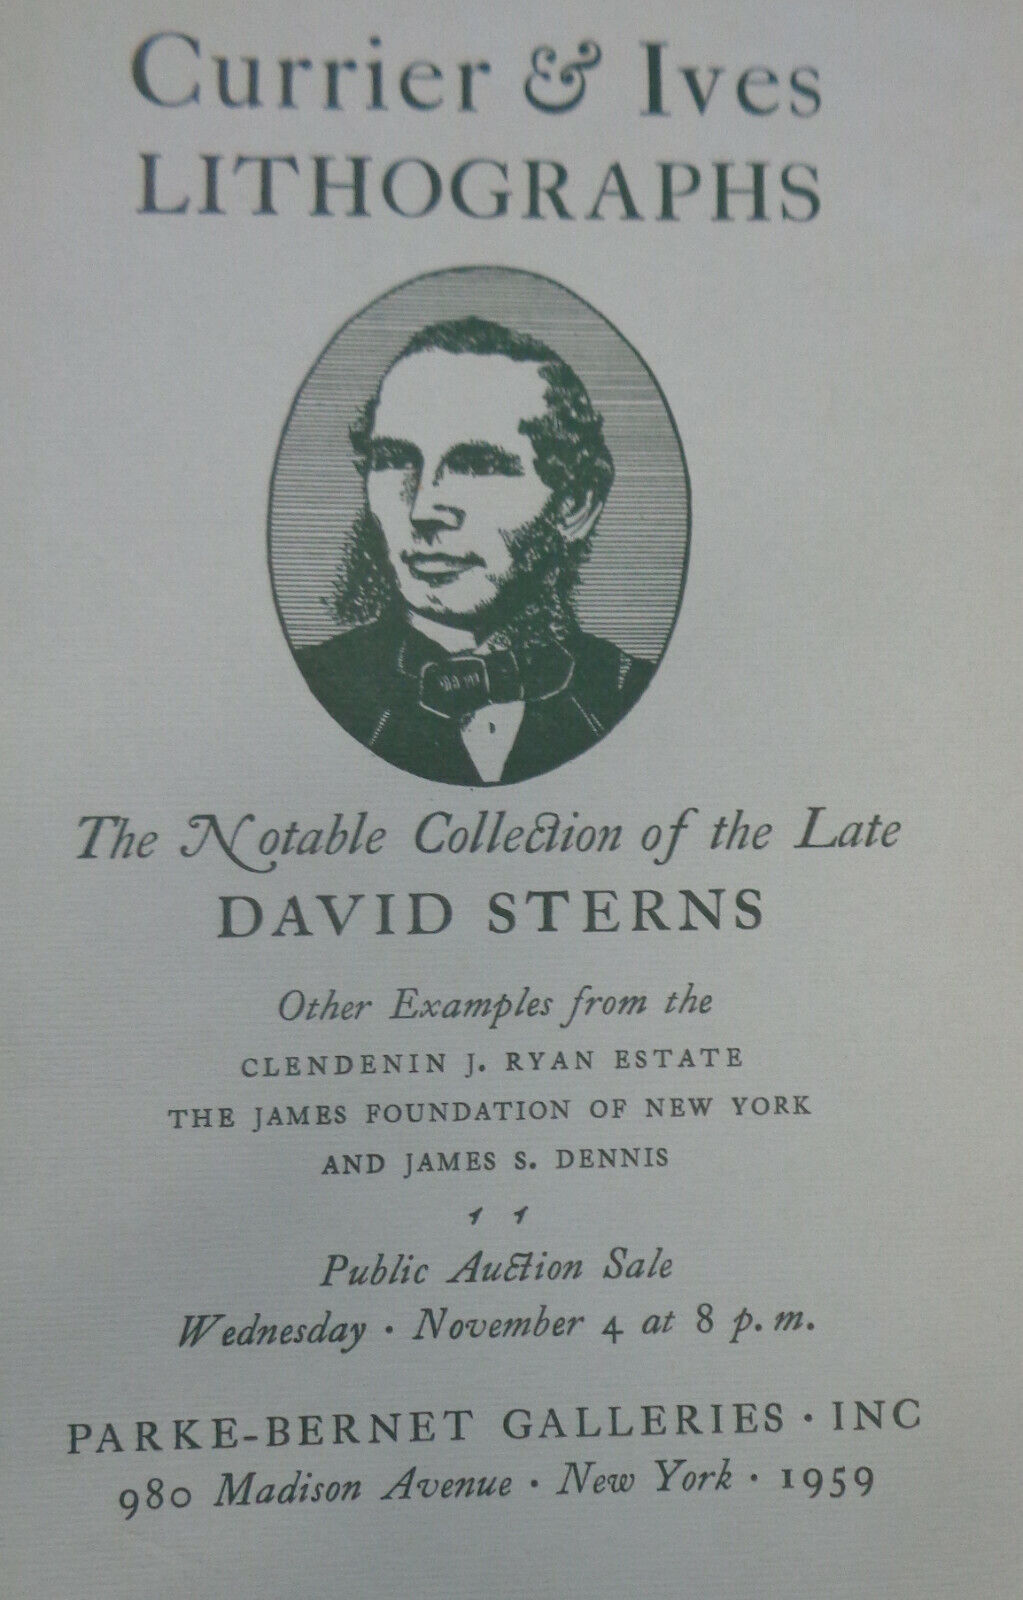 Currier & Ives
LITHOGRAPHS
The Notable Collection of the Late
DAVID STERNS
Other Examples from the
CLENDENIN J. RYAN ESTATE
THE JAMES FOUNDATION OF NEW YORK
AND JAMES S. DENNIS
Public Auction Sale
Wednesday · November 4 at 8 p. m.
PARKE-BERNET GALLERIES · INC
980 Madison Avenue · New York · 1959